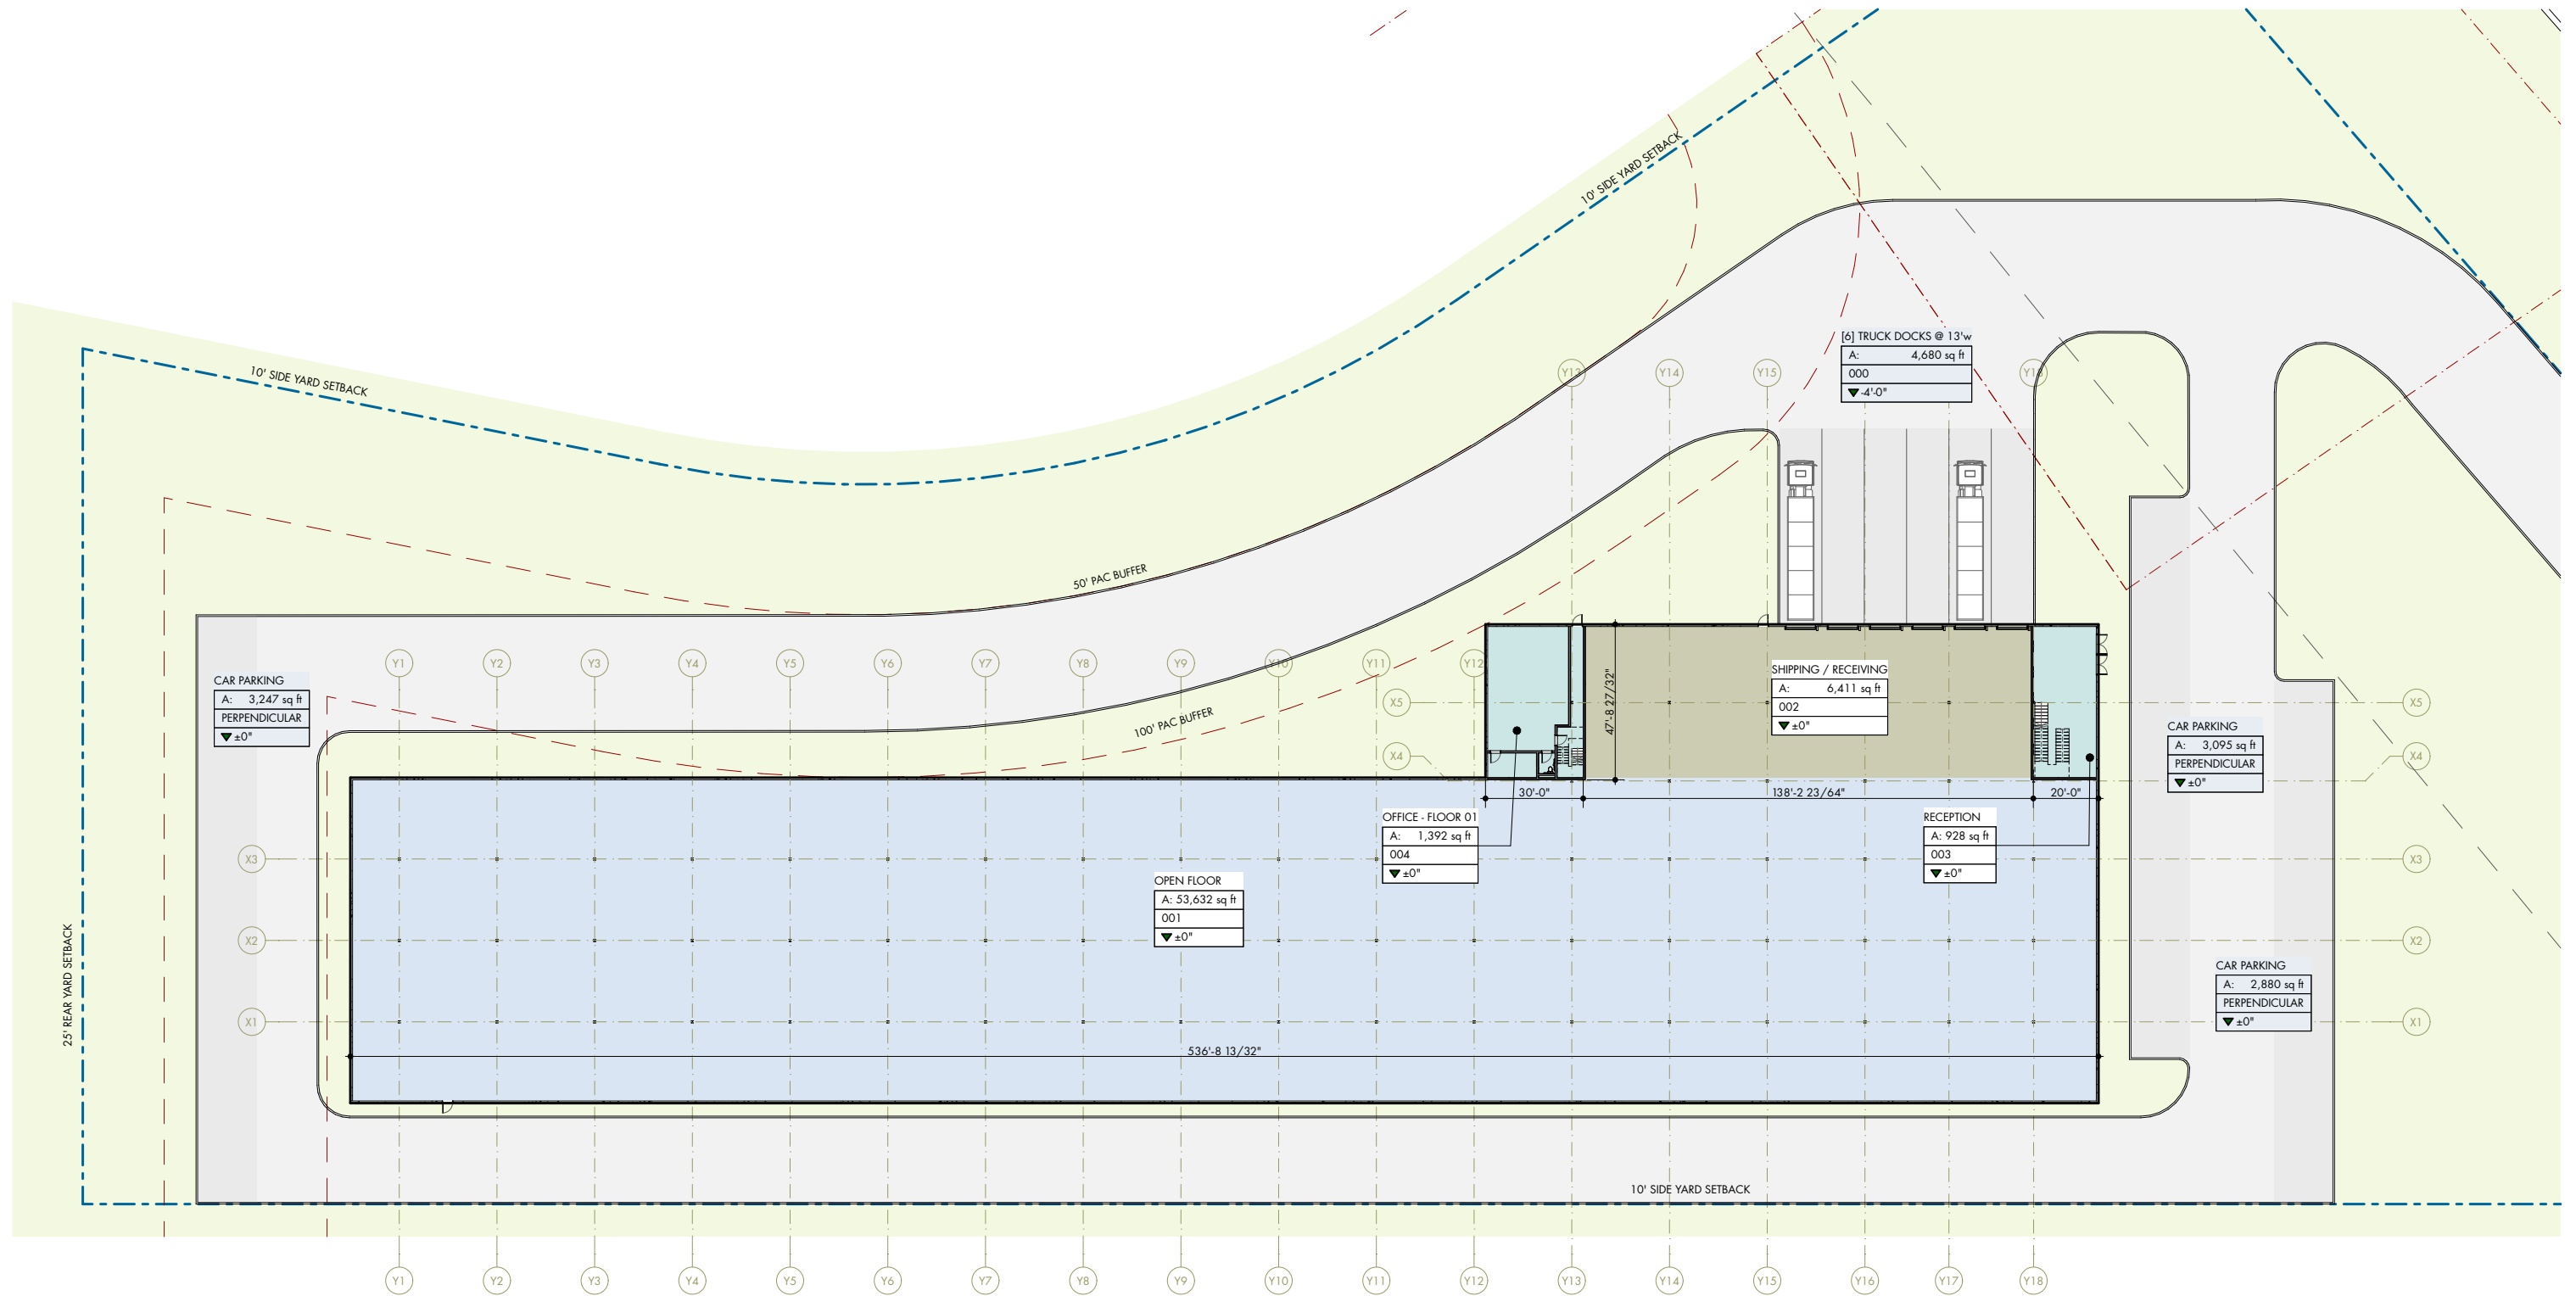 10' SIDE YARD SETBACK
[6] TRUCK DOCKS @ 13'w
A: 4,680 sq ft
000
-4'-0"
Y13
Y14
Y15
10' SIDE YARD SETBACK
50' PAC BUFFER
Y1
Y2
Y3
Y4
Y5
Y6
Y7
Y8
Y9
Y10
Y11
Y12
CAR PARKING
A: 3,247 sq ft
PERPENDICULAR
±0"
SHIPPING / RECEIVING
A: 6,411 sq ft
002
±0"
47'-8 27/32"
X5
X5
100' PAC BUFFER
CAR PARKING
A: 3,095 sq ft
PERPENDICULAR
±0"
X4
X4
30'-0"
138'-2 23/64"
20'-0"
OFFICE - FLOOR 01
A: 1,392 sq ft
004
±0"
RECEPTION
A: 928 sq ft
003
±0"
X3
X3
OPEN FLOOR
A: 53,632 sq ft
001
±0"
X2
X2
25' REAR YARD SETBACK
CAR PARKING
A: 2,880 sq ft
PERPENDICULAR
±0"
X1
X1
536'-8 13/32"
10' SIDE YARD SETBACK
Y1
Y2
Y3
Y4
Y5
Y6
Y7
Y8
Y9
Y10
Y11
Y12
Y13
Y14
Y15
Y16
Y17
Y18